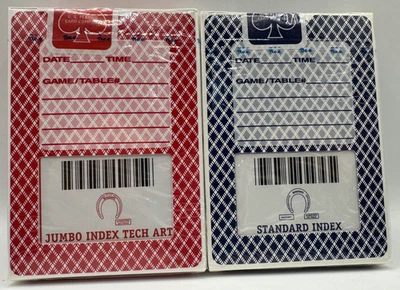 DATE TIME
GAME/TABLE#
JUMBO INDEX TECH ART
DATE TIME
GAME/TABLE#
STANDARD INDEX